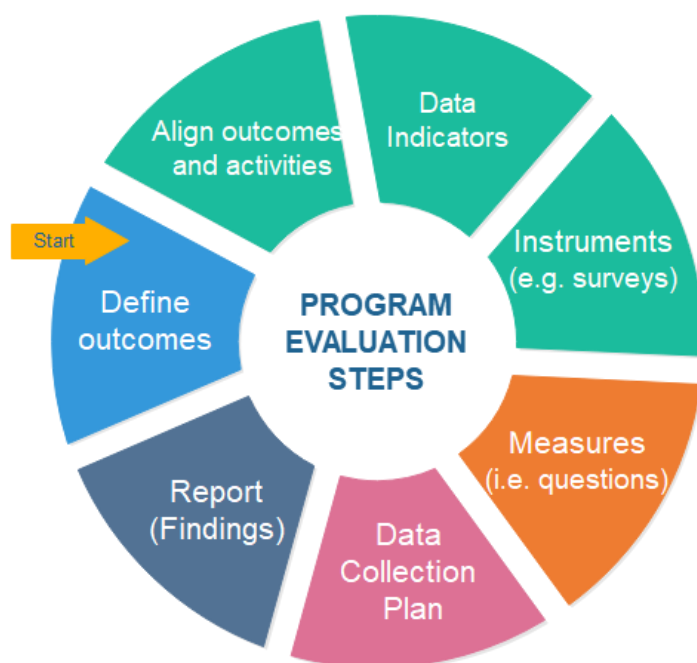 Start
Define
outcomes
Align outcomes
and activities
Data
Indicators
Instruments
(e.g. surveys)
Measures
(i.e. questions)
Data
Collection
Plan
Report
(Findings)
PROGRAM
EVALUATION
STEPS